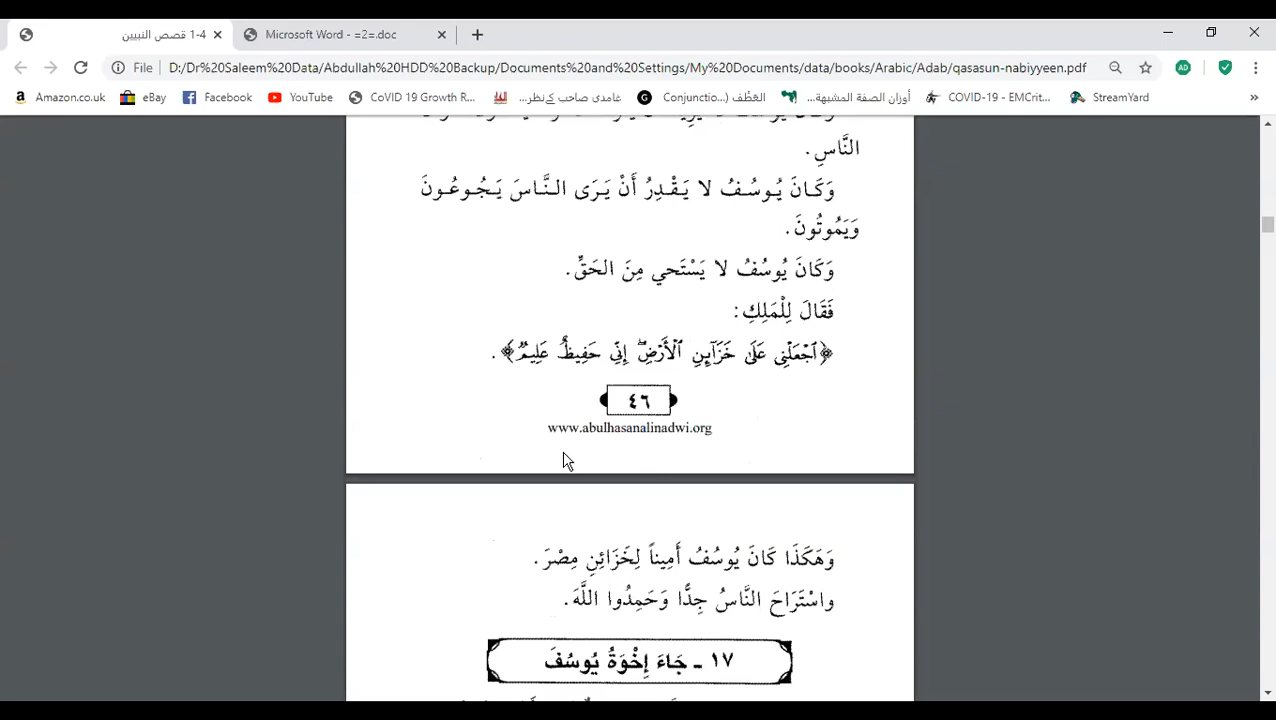 1-4 قصص النبيين
Microsoft Word - =2=.doc
File D:/Dr%20Saleem%20Data/Abdullah%20HDD%20Backup/Documents%20and%20Settings/My%20Documents/data/books/Arabic/Adab/qasasun-nabiyyeen.pdf
Amazon.co.uk eBay Facebook YouTube CoVID 19 Growth R... غامدی صاحب کے نظر... العَطْف (Conjunctio... أوزان الصفة المشبهة... COVID-19 - EMCrit... StreamYard »
النَّاسِ.
وَكَانَ يُوسُفُ لا يَقْدِرُ أَنْ يَرَى النَّاسَ يَجُوعُونَ
وَيَمُوتُونَ.
وَكَانَ يُوسُفُ لا يَسْتَحي مِنَ الحَقِّ.
فَقَالَ لِلْمَلِكِ:
﴿ٱجْعَلْنِى عَلَىٰ خَزَآئِنِ ٱلْأَرْضِ ۖ إِنِّى حَفِيظٌ عَلِيمٌ﴾.
٤٦
www.abulhasanalinadwi.org
وَهَكَذَا كَانَ يُوسُفُ أَمِيناً لِخَزَائِنِ مِصْرَ.
واسْتَرَاحَ النَّاسُ جِدًّا وَحَمِدُوا اللَّهَ.
١٧ - جَاءَ إِخْوَةُ يُوسُفَ